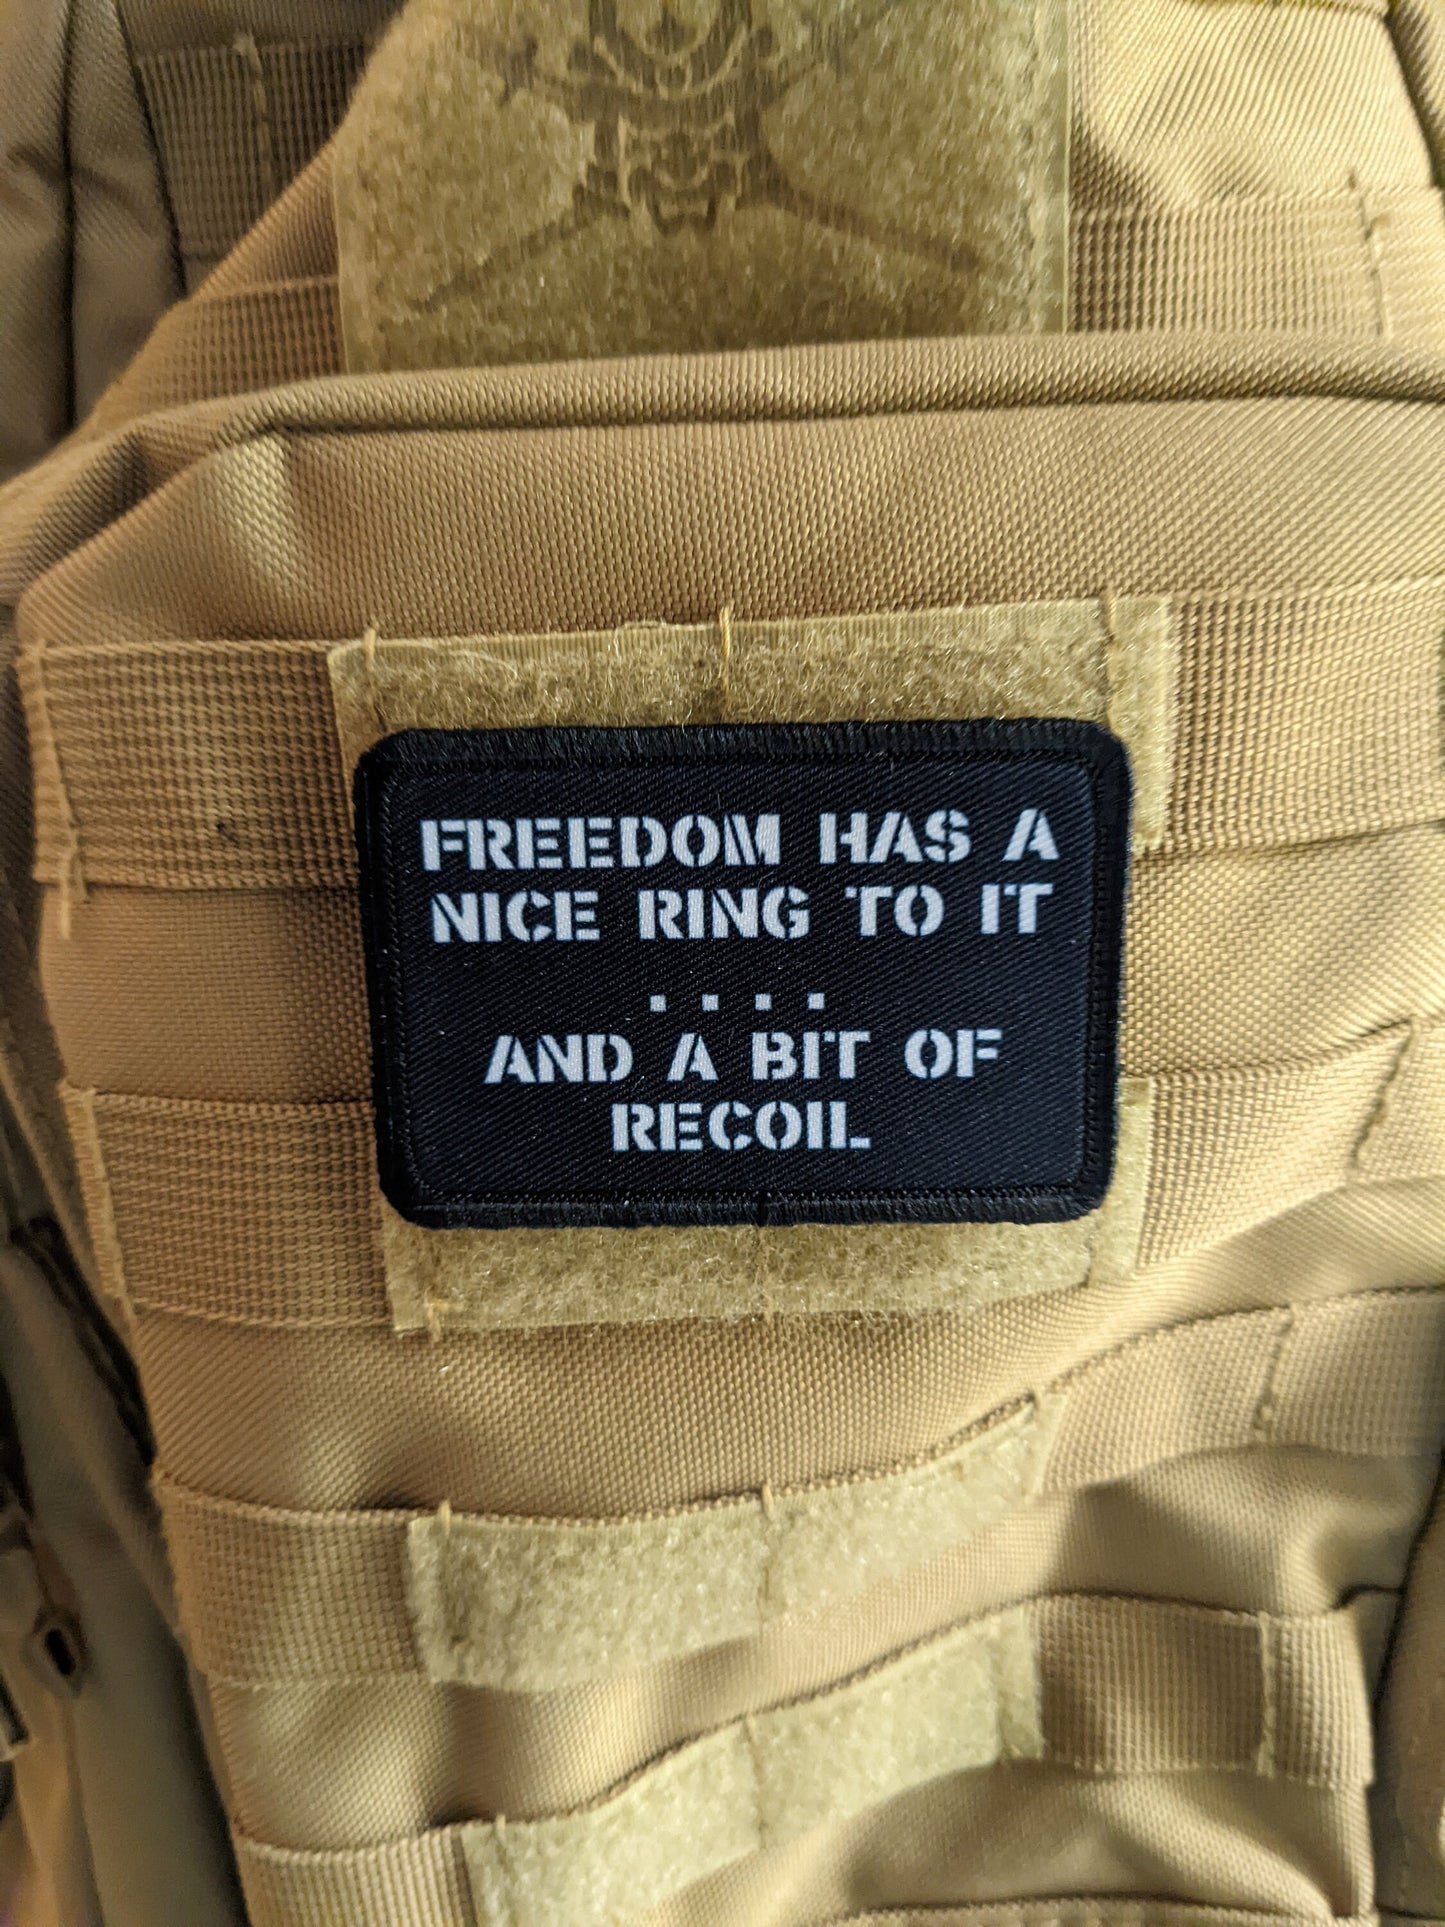 FREEDOM HAS A
NICE RING TO IT
....
AND A BIT OF
RECOIL